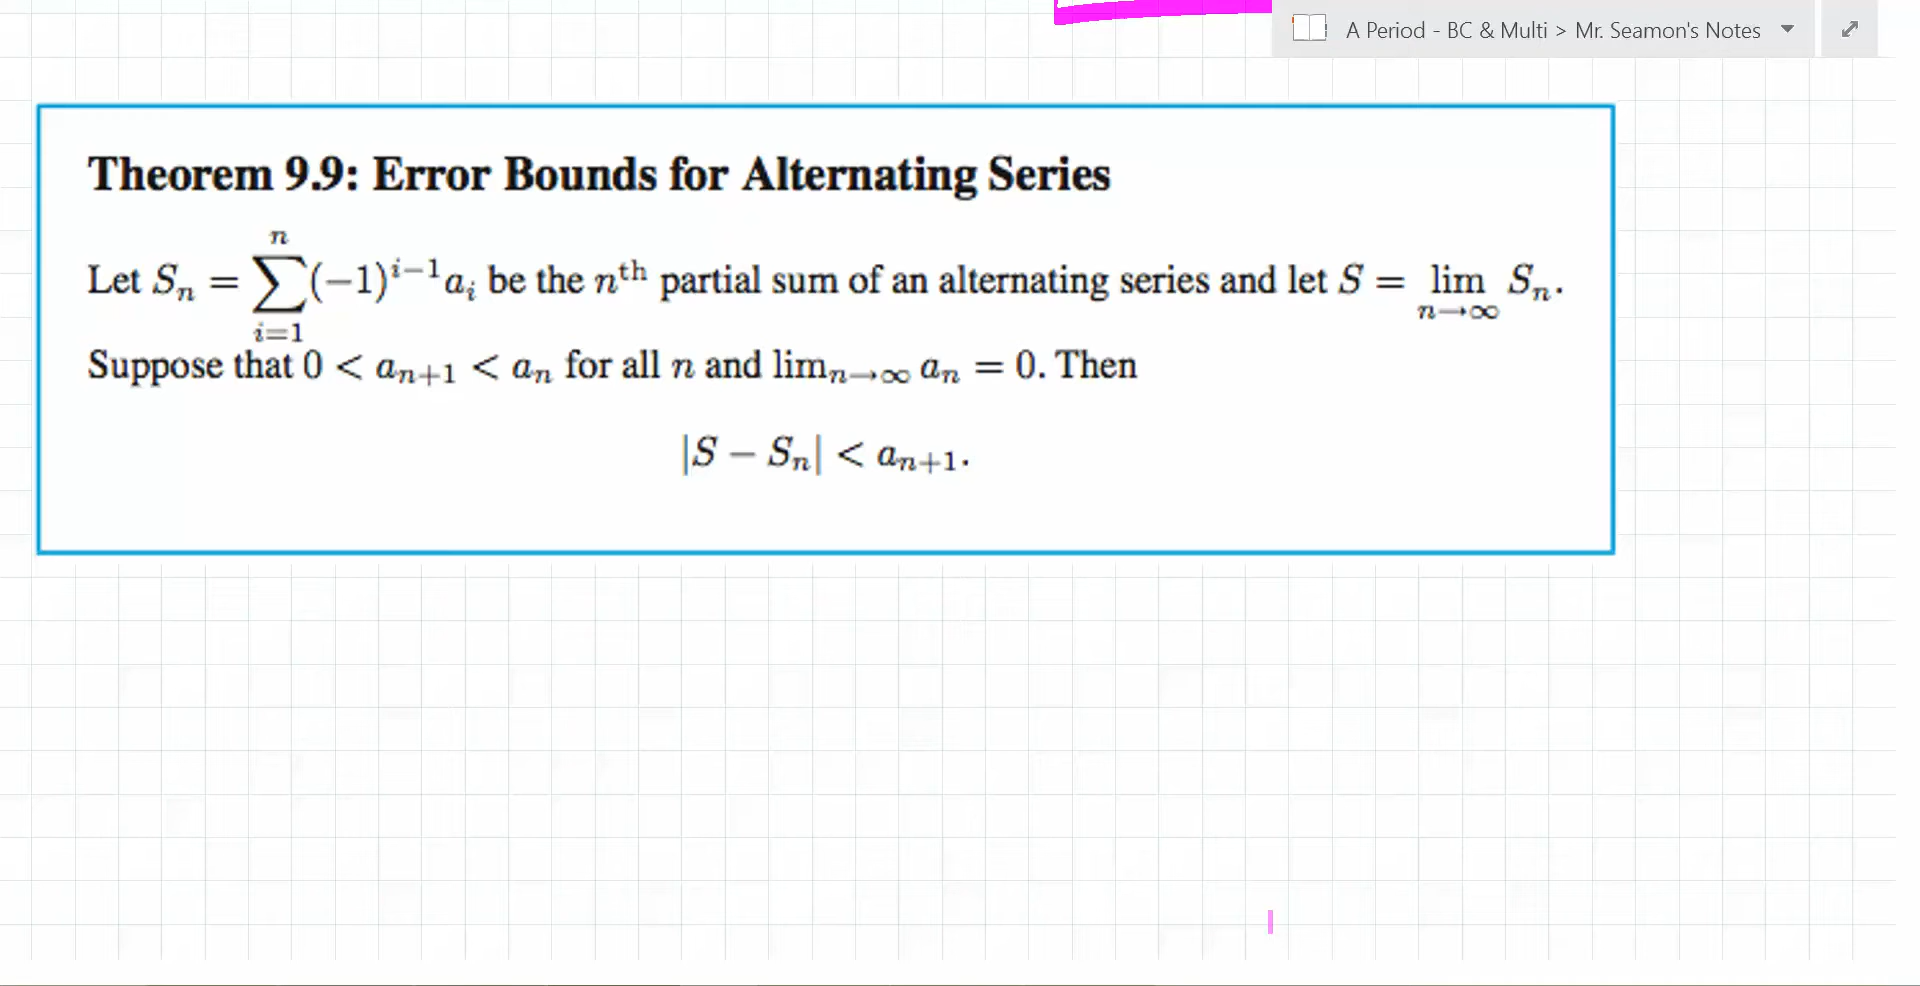 A Period - BC & Multi > Mr. Seamon's Notes
Theorem 9.9: Error Bounds for Alternating Series
Let $S_n = \sum_{i=1}^{n} (-1)^{i-1} a_i$ be the $n^{\text{th}}$ partial sum of an alternating series and let $S = \lim_{n \to \infty} S_n$.
Suppose that $0 < a_{n+1} < a_n$ for all $n$ and $\lim_{n \to \infty} a_n = 0$. Then
$|S - S_n| < a_{n+1}.$